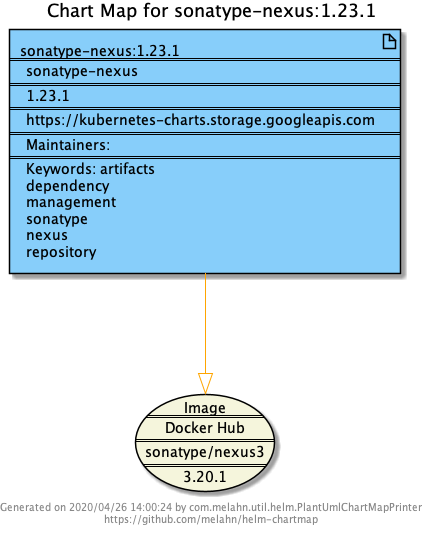 Chart Map for sonatype-nexus:1.23.1
sonatype-nexus:1.23.1
sonatype-nexus
1.23.1
https://kubernetes-charts.storage.googleapis.com
Maintainers:
Keywords: artifacts
dependency
management
sonatype
nexus
repository
Image
Docker Hub
sonatype/nexus3
3.20.1
Generated on 2020/04/26 14:00:24 by com.melahn.util.helm.PlantUmlChartMapPrinter
https://github.com/melahn/helm-chartmap